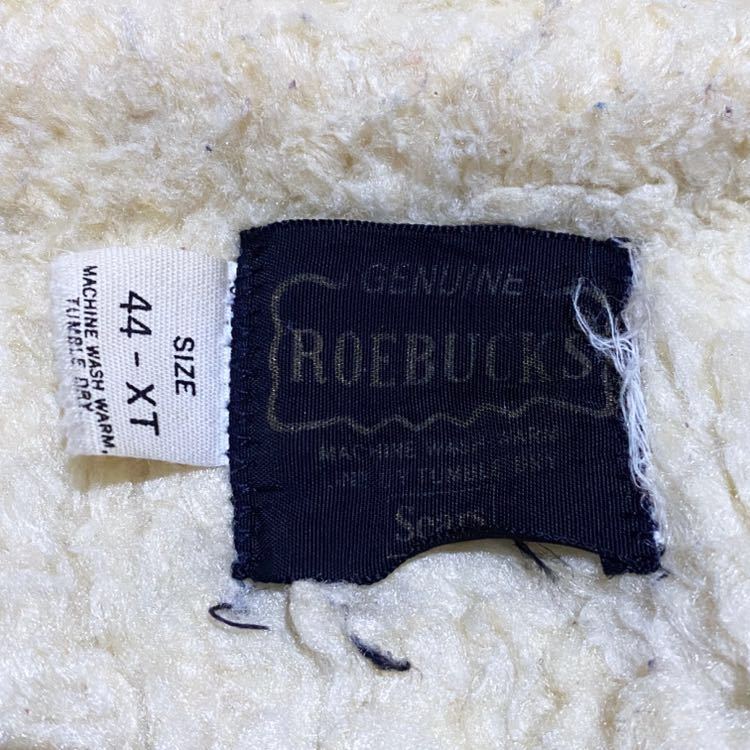 SIZE
44 - XT
MACHINE WASH WARM,
TUMBLE DRY
GENUINE
ROEBUCKS
MACHINE WASH WARM
TUMBLE DRY
Sears